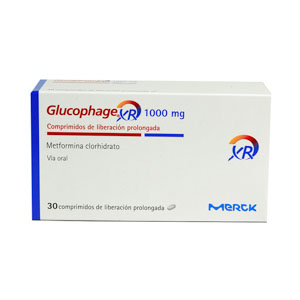 Glucophage XR 1000 mg
Comprimidos de liberación prolongada
Metformina clorhidrato
Vía oral
XR
30 comprimidos de liberación prolongada
MERCK